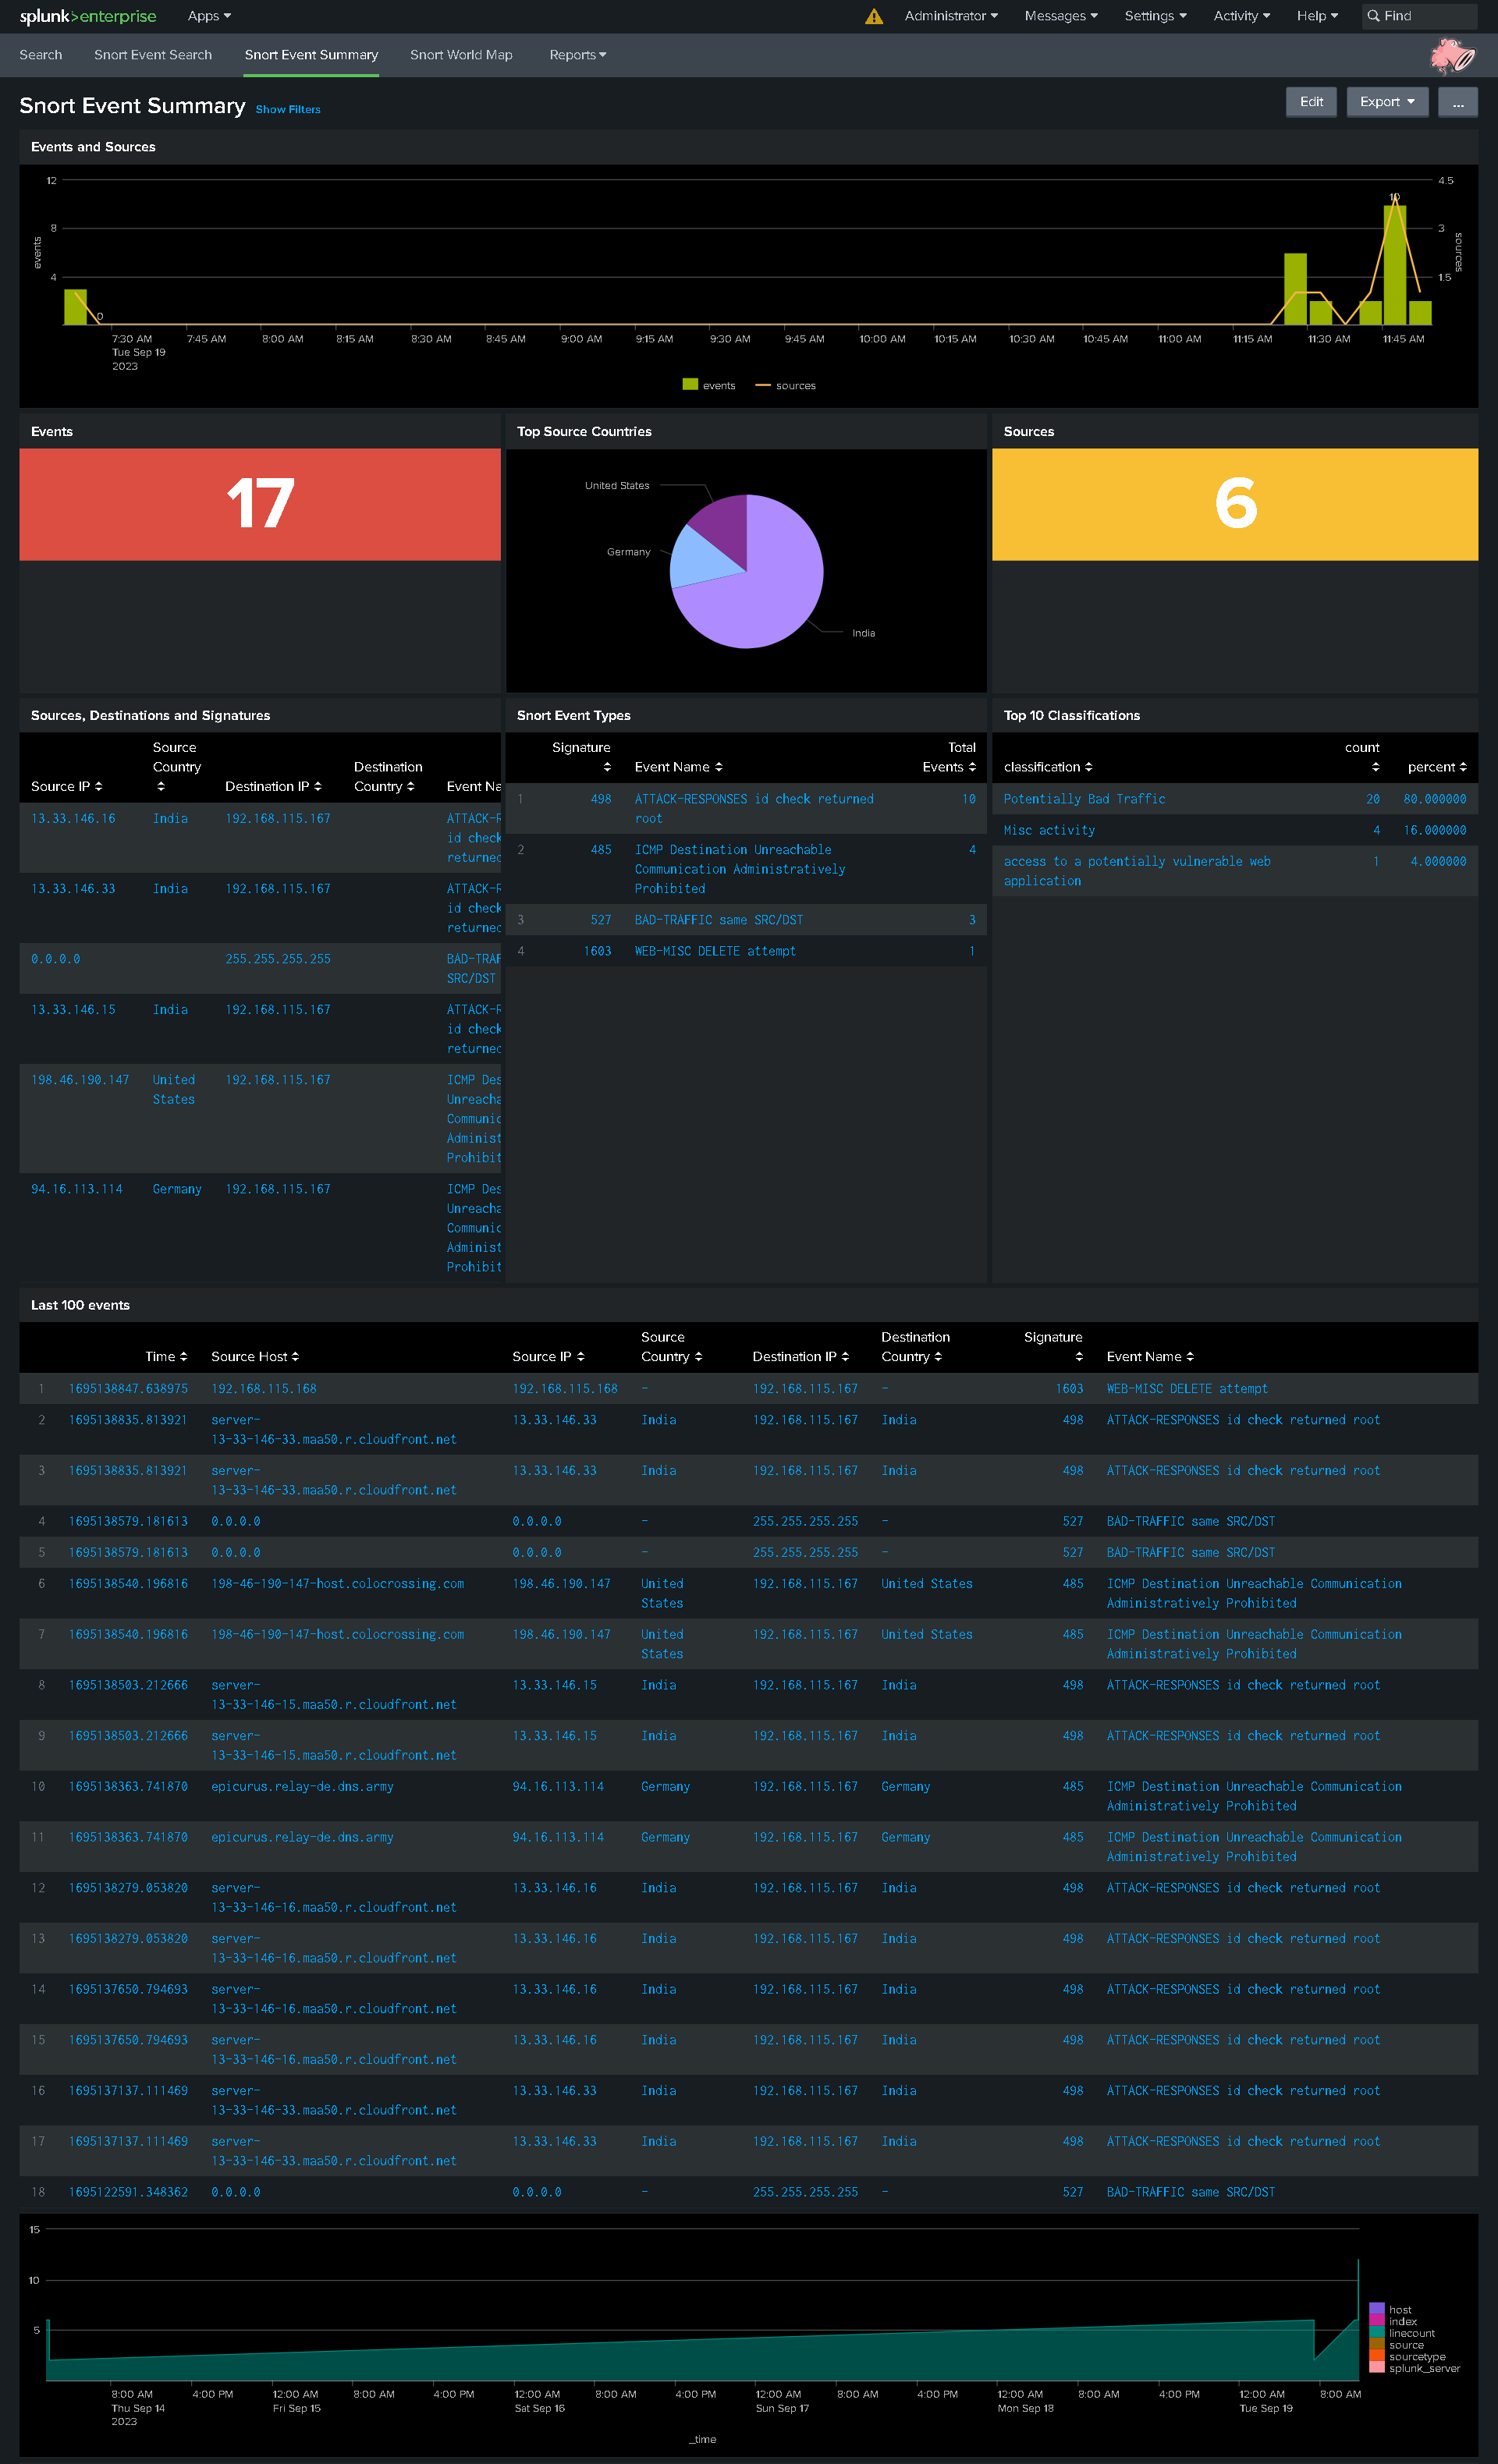 splunk>enterprise Apps Administrator Messages Settings Activity Help Find
Search Snort Event Search Snort Event Summary Snort World Map Reports
Snort Event Summary Show Filters Edit Export ...
Events and Sources
12 4.5
10
8 3
events sources
4 1.5
0
7:30 AM 7:45 AM 8:00 AM 8:15 AM 8:30 AM 8:45 AM 9:00 AM 9:15 AM 9:30 AM 9:45 AM 10:00 AM 10:15 AM 10:30 AM 10:45 AM 11:00 AM 11:15 AM 11:30 AM 11:45 AM
Tue Sep 19
2023
events sources
Events
17
Top Source Countries
United States
Germany
India
Sources
6
Sources, Destinations and Signatures
Source
Country Destination
Source IP Destination IP Country Event Na
13.33.146.16 India 192.168.115.167 ATTACK-R
id check
returned
13.33.146.33 India 192.168.115.167 ATTACK-R
id check
returned
0.0.0.0 255.255.255.255 BAD-TRAF
SRC/DST
13.33.146.15 India 192.168.115.167 ATTACK-R
id check
returned
198.46.190.147 United 192.168.115.167 ICMP Des
States Unreacha
Communic
Administ
Prohibit
94.16.113.114 Germany 192.168.115.167 ICMP Des
Unreacha
Communic
Administ
Prohibit
Snort Event Types
Signature Total
Event Name Events
1 498 ATTACK-RESPONSES id check returned 10
root
2 485 ICMP Destination Unreachable 4
Communication Administratively
Prohibited
3 527 BAD-TRAFFIC same SRC/DST 3
4 1603 WEB-MISC DELETE attempt 1
Top 10 Classifications
count
classification percent
Potentially Bad Traffic 20 80.000000
Misc activity 4 16.000000
access to a potentially vulnerable web 1 4.000000
application
Last 100 events
Source Destination Signature
Time Source Host Source IP Country Destination IP Country Event Name
1 1695138847.638975 192.168.115.168 192.168.115.168 - 192.168.115.167 - 1603 WEB-MISC DELETE attempt
2 1695138835.813921 server- 13.33.146.33 India 192.168.115.167 India 498 ATTACK-RESPONSES id check returned root
13-33-146-33.maa50.r.cloudfront.net
3 1695138835.813921 server- 13.33.146.33 India 192.168.115.167 India 498 ATTACK-RESPONSES id check returned root
13-33-146-33.maa50.r.cloudfront.net
4 1695138579.181613 0.0.0.0 0.0.0.0 - 255.255.255.255 - 527 BAD-TRAFFIC same SRC/DST
5 1695138579.181613 0.0.0.0 0.0.0.0 - 255.255.255.255 - 527 BAD-TRAFFIC same SRC/DST
6 1695138540.196816 198-46-190-147-host.colocrossing.com 198.46.190.147 United 192.168.115.167 United States 485 ICMP Destination Unreachable Communication
States Administratively Prohibited
7 1695138540.196816 198-46-190-147-host.colocrossing.com 198.46.190.147 United 192.168.115.167 United States 485 ICMP Destination Unreachable Communication
States Administratively Prohibited
8 1695138503.212666 server- 13.33.146.15 India 192.168.115.167 India 498 ATTACK-RESPONSES id check returned root
13-33-146-15.maa50.r.cloudfront.net
9 1695138503.212666 server- 13.33.146.15 India 192.168.115.167 India 498 ATTACK-RESPONSES id check returned root
13-33-146-15.maa50.r.cloudfront.net
10 1695138363.741870 epicurus.relay-de.dns.army 94.16.113.114 Germany 192.168.115.167 Germany 485 ICMP Destination Unreachable Communication
Administratively Prohibited
11 1695138363.741870 epicurus.relay-de.dns.army 94.16.113.114 Germany 192.168.115.167 Germany 485 ICMP Destination Unreachable Communication
Administratively Prohibited
12 1695138279.053820 server- 13.33.146.16 India 192.168.115.167 India 498 ATTACK-RESPONSES id check returned root
13-33-146-16.maa50.r.cloudfront.net
13 1695138279.053820 server- 13.33.146.16 India 192.168.115.167 India 498 ATTACK-RESPONSES id check returned root
13-33-146-16.maa50.r.cloudfront.net
14 1695137650.794693 server- 13.33.146.16 India 192.168.115.167 India 498 ATTACK-RESPONSES id check returned root
13-33-146-16.maa50.r.cloudfront.net
15 1695137650.794693 server- 13.33.146.16 India 192.168.115.167 India 498 ATTACK-RESPONSES id check returned root
13-33-146-16.maa50.r.cloudfront.net
16 1695137137.111469 server- 13.33.146.33 India 192.168.115.167 India 498 ATTACK-RESPONSES id check returned root
13-33-146-33.maa50.r.cloudfront.net
17 1695137137.111469 server- 13.33.146.33 India 192.168.115.167 India 498 ATTACK-RESPONSES id check returned root
13-33-146-33.maa50.r.cloudfront.net
18 1695122591.348362 0.0.0.0 0.0.0.0 - 255.255.255.255 - 527 BAD-TRAFFIC same SRC/DST
15
10
5
host
index
linecount
source
sourcetype
splunk_server
8:00 AM 4:00 PM 12:00 AM 8:00 AM 4:00 PM 12:00 AM 8:00 AM 4:00 PM 12:00 AM 8:00 AM 4:00 PM 12:00 AM 8:00 AM 4:00 PM 12:00 AM 8:00 AM
Thu Sep 14 Fri Sep 15 Sat Sep 16 Sun Sep 17 Mon Sep 18 Tue Sep 19
2023
_time